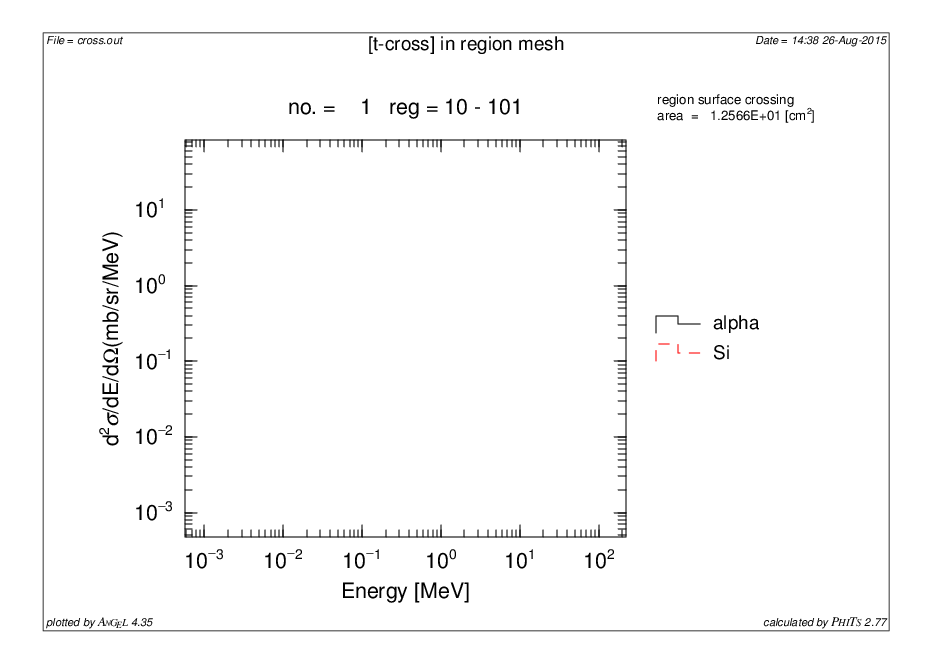 File = cross.out
[t-cross] in region mesh
Date = 14:38 26-Aug-2015
no. = 1 reg = 10 - 101
region surface crossing
area = 1.2566E+01 [cm²]
10¹
10⁰
10⁻¹
10⁻²
10⁻³
d²σ/dE/dΩ(mb/sr/MeV)
alpha
Si
10⁻³ 10⁻² 10⁻¹ 10⁰ 10¹ 10²
Energy [MeV]
plotted by ANGEL 4.35
calculated by PHITS 2.77